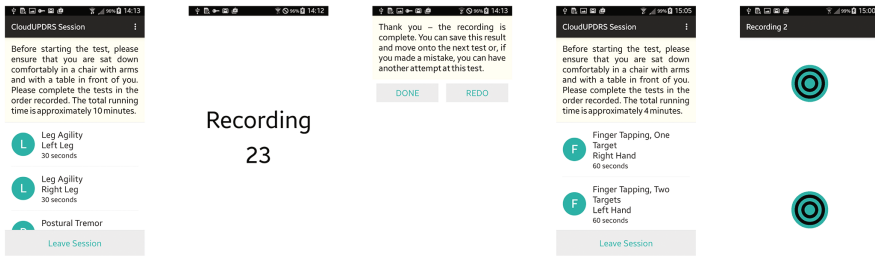 14:13
CloudUPDRS Session
Before starting the test, please
ensure that you are sat down
comfortably in a chair with arms
and with a table in front of you.
Please complete the tests in the
order recorded. The total running
time is approximately 10 minutes.
L
Leg Agility
Left Leg
30 seconds
L
Leg Agility
Right Leg
30 seconds
Postural Tremor
Leave Session
96% 14:12
Recording
23
96% 14:13
Thank you – the recording is
complete. You can save this result
and move onto the next test or, if
you made a mistake, you can have
another attempt at this test.
DONE REDO
99% 15:05
CloudUPDRS Session
Before starting the test, please
ensure that you are sat down
comfortably in a chair with arms
and with a table in front of you.
Please complete the tests in the
order recorded. The total running
time is approximately 4 minutes.
F
Finger Tapping, One
Target
Right Hand
60 seconds
F
Finger Tapping, Two
Targets
Left Hand
60 seconds
Leave Session
99% 15:00
Recording 2